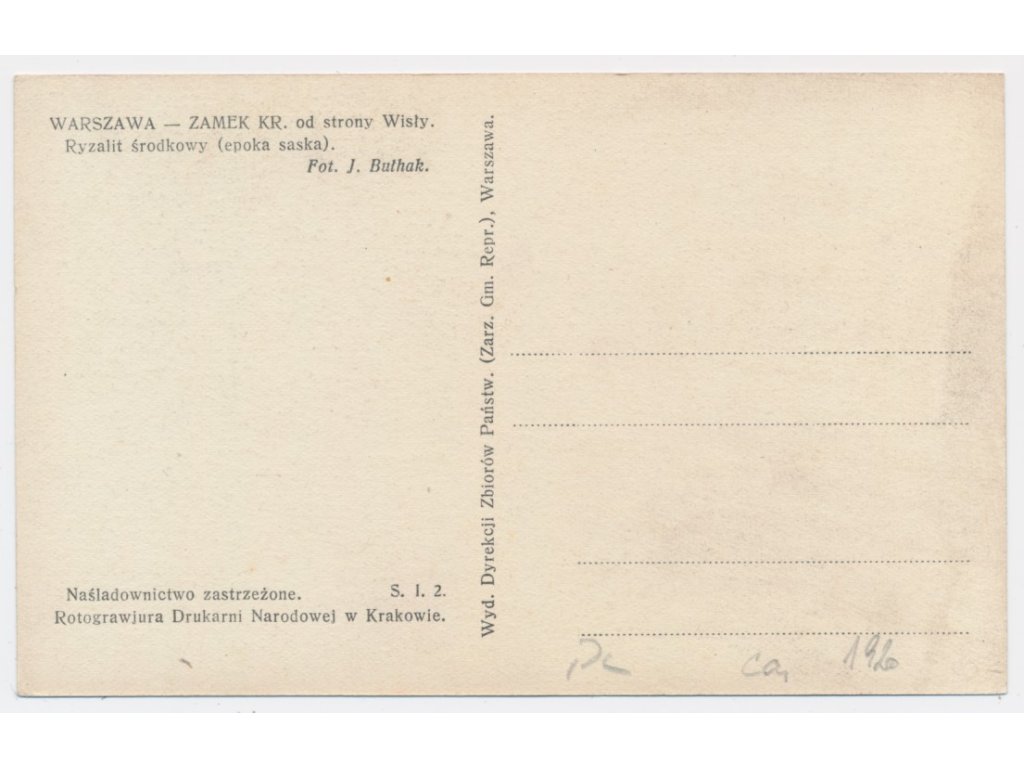 WARSZAWA — ZAMEK KR. od strony Wisły.
Ryzalit środkowy (epoka saska).
Fot. J. Bułhak.
Naśladownictwo zastrzeżone. S. I. 2.
Rotograwjura Drukarni Narodowej w Krakowie.
Wyd. Dyrekcji Zbiorów Państw. (Zarz. Gm. Repr.), Warszawa.
ca, 1920